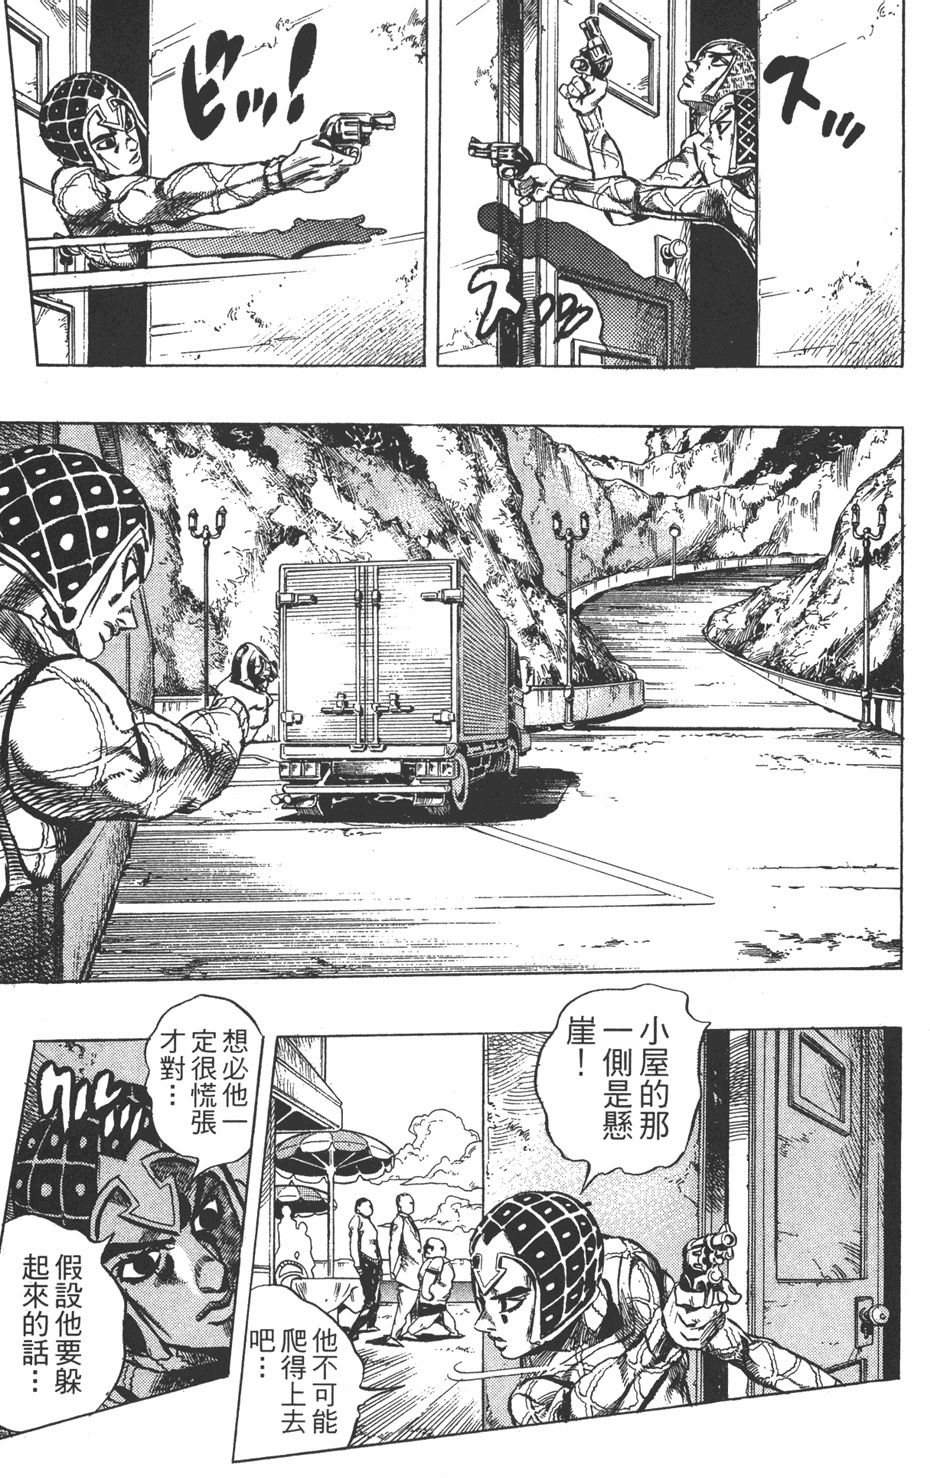 スッ
スッ
ビッ!
小屋的那
一側是懸
崖!
他不可能
爬得上去
吧…
想必他一
定很慌張
才對…
假設他要躲
起來的話…